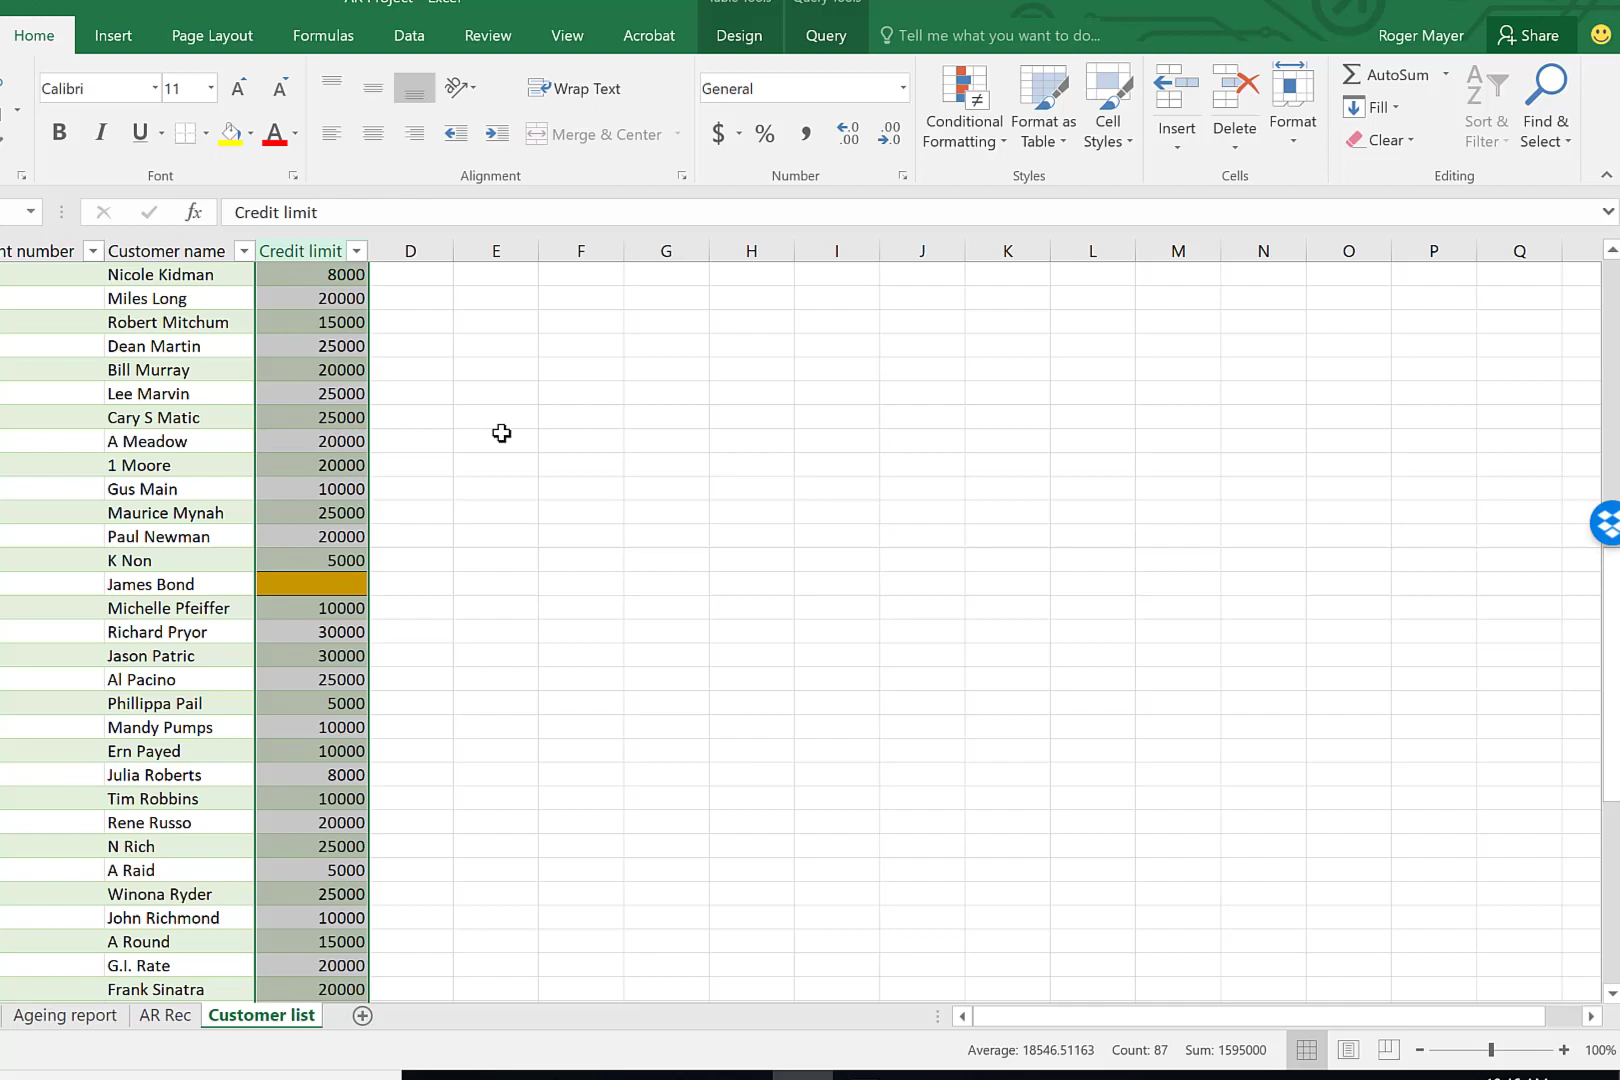 Home Insert Page Layout Formulas Data Review View Acrobat Design Query Tell me what you want to do... Roger Mayer Share
Calibri 11 A A Wrap Text General Conditional Formatting Format as Table Cell Styles Insert Delete Format AutoSum Fill Clear Sort & Filter Find & Select
B I U A Merge & Center $ % , .0 .00 .00 .0
Font Alignment Number Styles Cells Editing
fx Credit limit
nt number Customer name Credit limit D E F G H I J K L M N O P Q
Nicole Kidman 8000
Miles Long 20000
Robert Mitchum 15000
Dean Martin 25000
Bill Murray 20000
Lee Marvin 25000
Cary S Matic 25000
A Meadow 20000
1 Moore 20000
Gus Main 10000
Maurice Mynah 25000
Paul Newman 20000
K Non 5000
James Bond
Michelle Pfeiffer 10000
Richard Pryor 30000
Jason Patric 30000
Al Pacino 25000
Phillippa Pail 5000
Mandy Pumps 10000
Ern Payed 10000
Julia Roberts 8000
Tim Robbins 10000
Rene Russo 20000
N Rich 25000
A Raid 5000
Winona Ryder 25000
John Richmond 10000
A Round 15000
G.I. Rate 20000
Frank Sinatra 20000
Ageing report AR Rec Customer list
Average: 18546.51163 Count: 87 Sum: 1595000 100%